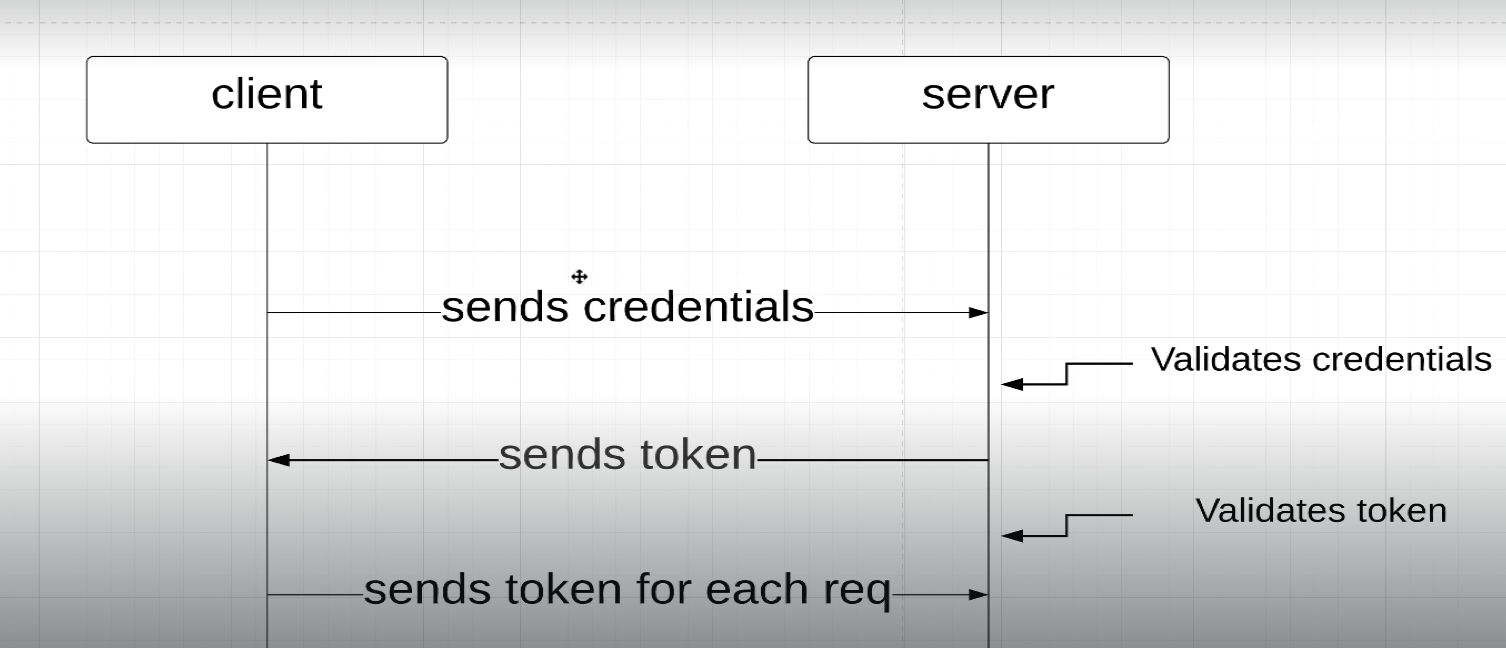 client
server
sends credentials
Validates credentials
sends token
Validates token
sends token for each req